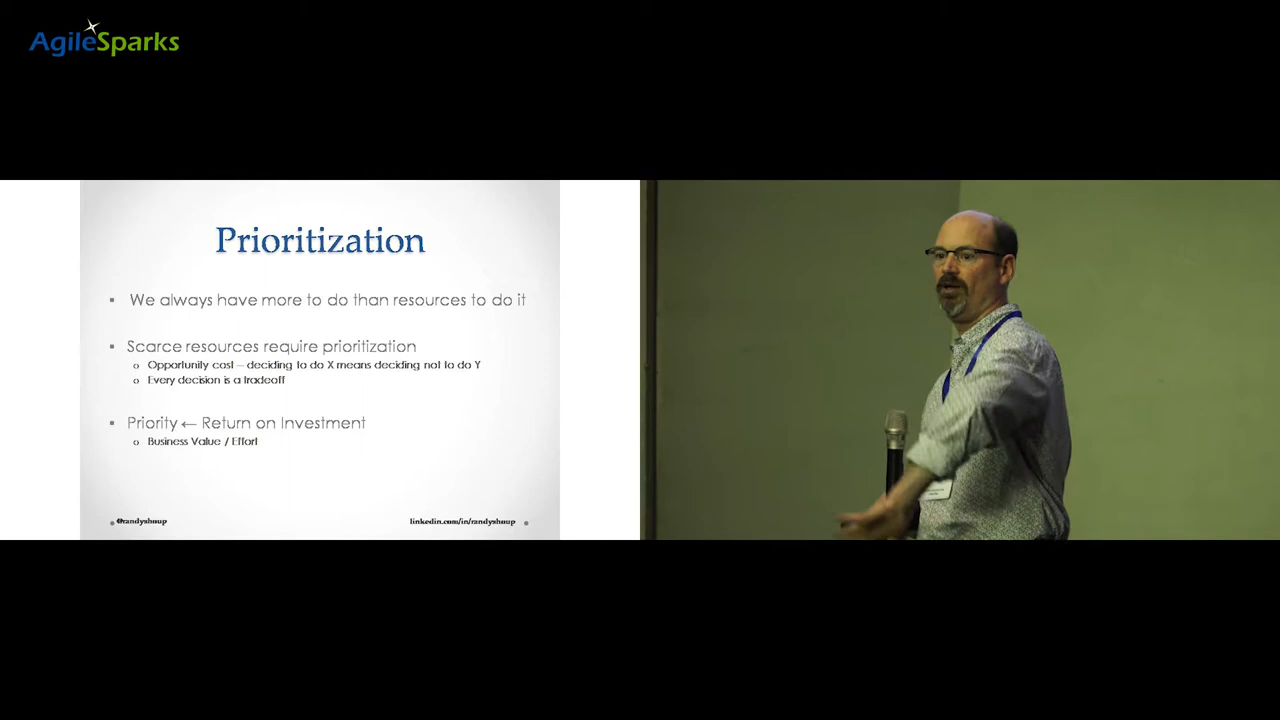 AgileSparks
Prioritization
▪ We always have more to do than resources to do it
▪ Scarce resources require prioritization
o Opportunity cost – deciding to do X means deciding not to do Y
o Every decision is a tradeoff
▪ Priority ← Return on Investment
o Business Value / Effort
@randyshoup
linkedin.com/in/randyshoup